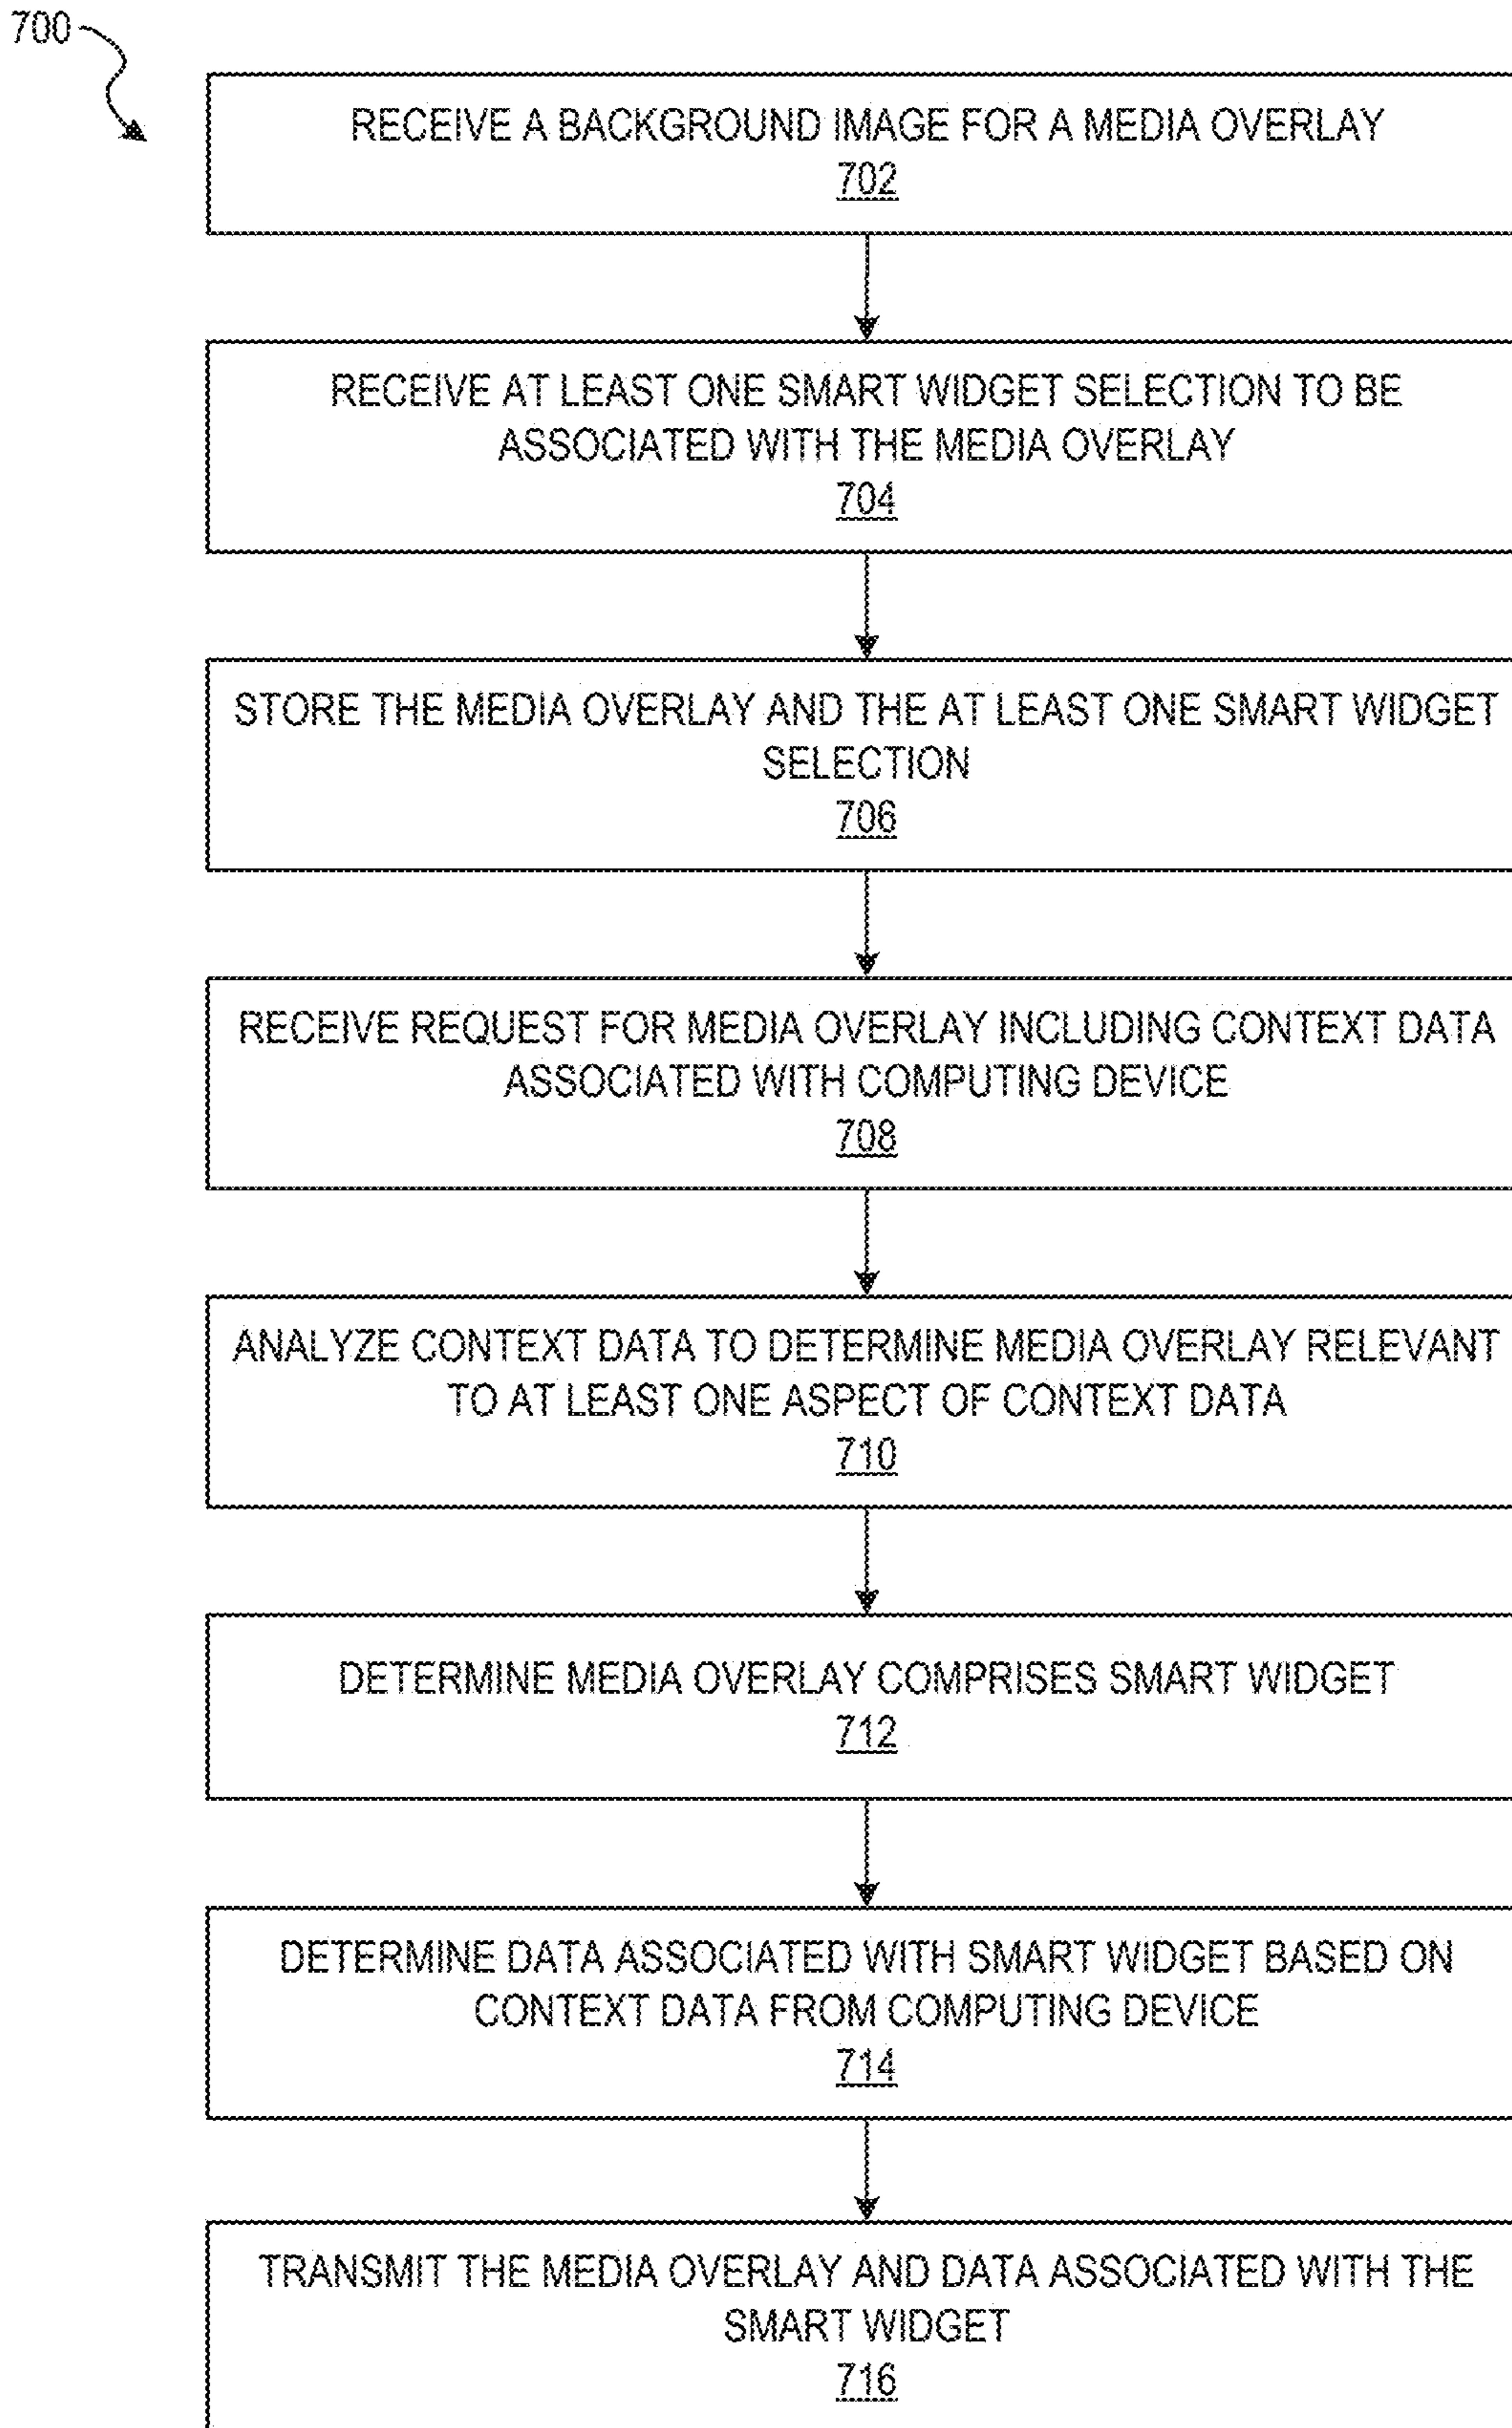 700
RECEIVE A BACKGROUND IMAGE FOR A MEDIA OVERLAY
702
RECEIVE AT LEAST ONE SMART WIDGET SELECTION TO BE
ASSOCIATED WITH THE MEDIA OVERLAY
704
STORE THE MEDIA OVERLAY AND THE AT LEAST ONE SMART WIDGET
SELECTION
706
RECEIVE REQUEST FOR MEDIA OVERLAY INCLUDING CONTEXT DATA
ASSOCIATED WITH COMPUTING DEVICE
708
ANALYZE CONTEXT DATA TO DETERMINE MEDIA OVERLAY RELEVANT
TO AT LEAST ONE ASPECT OF CONTEXT DATA
710
DETERMINE MEDIA OVERLAY COMPRISES SMART WIDGET
712
DETERMINE DATA ASSOCIATED WITH SMART WIDGET BASED ON
CONTEXT DATA FROM COMPUTING DEVICE
714
TRANSMIT THE MEDIA OVERLAY AND DATA ASSOCIATED WITH THE
SMART WIDGET
716